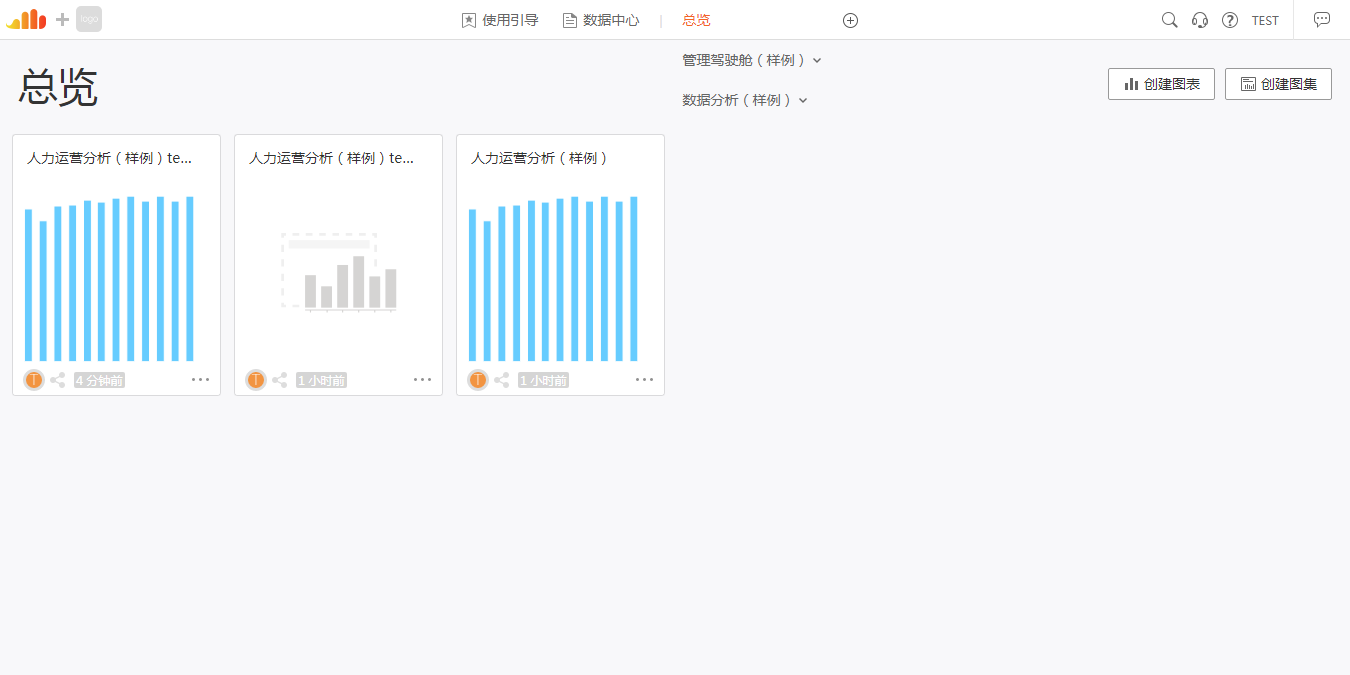 logo
使用引导
数据中心
总览
TEST
管理驾驶舱（样例）
数据分析（样例）
总览
创建图表
创建图集
人力运营分析（样例）te...
人力运营分析（样例）te...
人力运营分析（样例）
T
4 分钟前
T
1 小时前
T
1 小时前